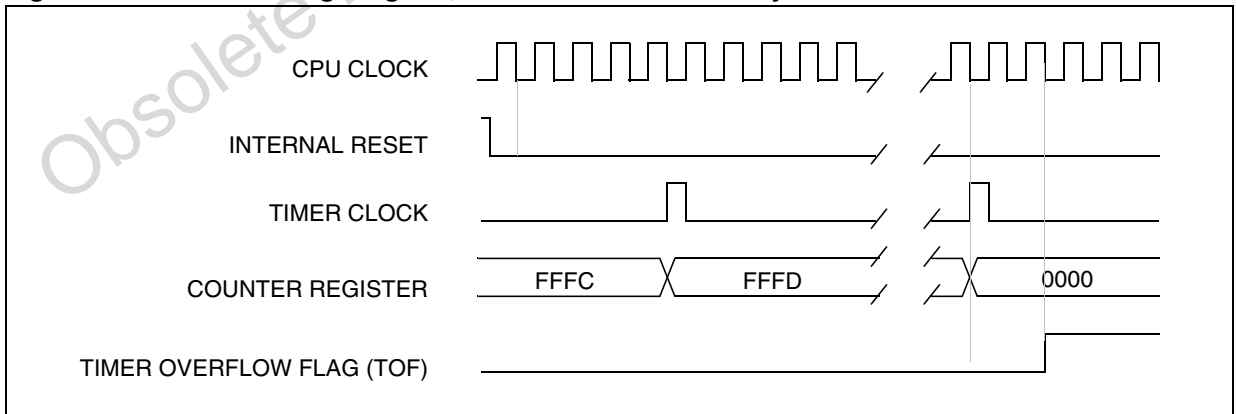 Obsolete
CPU CLOCK
INTERNAL RESET
TIMER CLOCK
COUNTER REGISTER
FFFC
FFFD
0000
TIMER OVERFLOW FLAG (TOF)